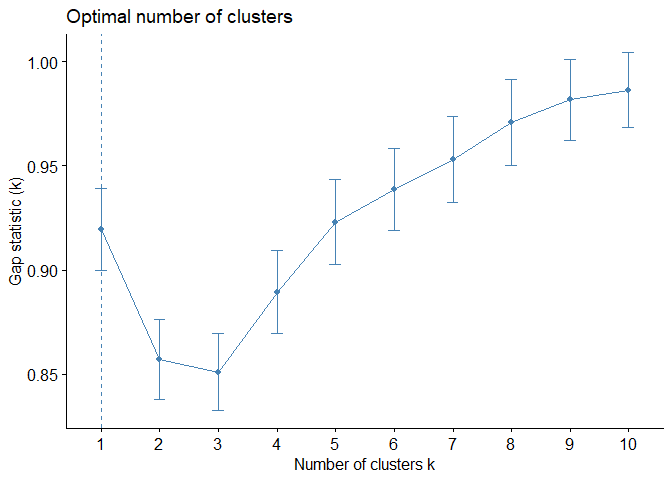 Optimal number of clusters
Gap statistic (k)
1.00
0.95
0.90
0.85
1 2 3 4 5 6 7 8 9 10
Number of clusters k